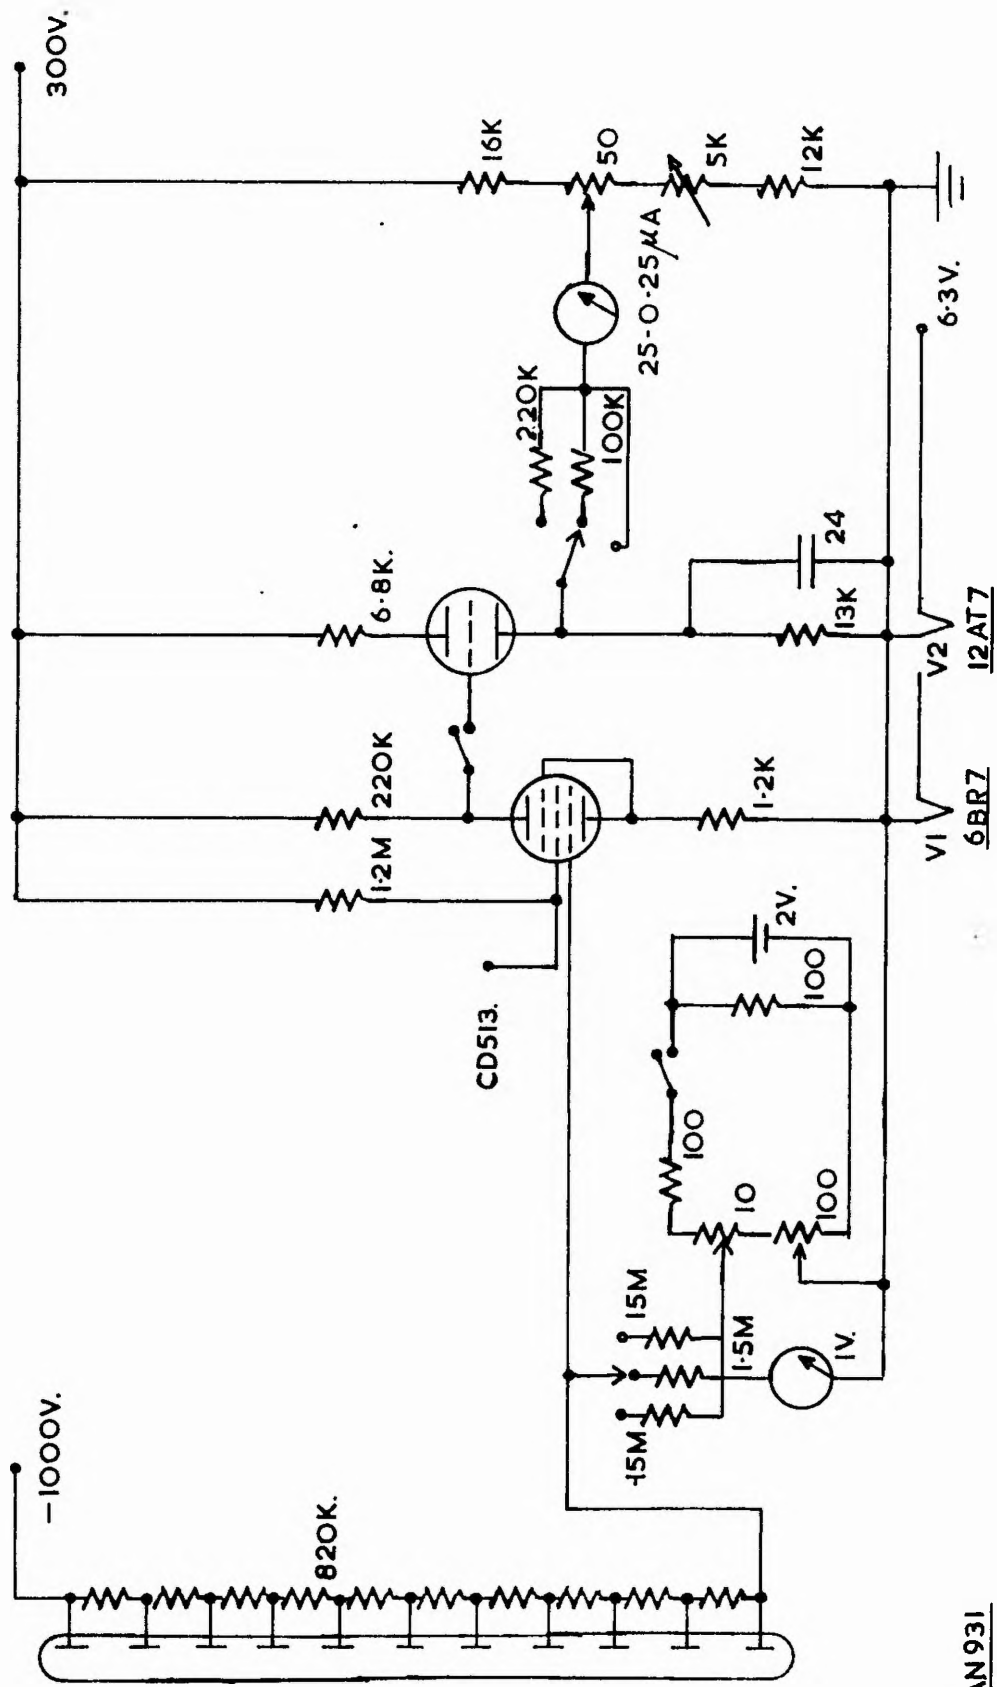 -1000V.
820K.
·15M
15M
1·5M
1V.
10
100
100
100
2V.
CD513.
1·2M
220K
1·2K
6·8K.
13K
24
220K
100K
25-0-25μA
300V.
16K
50
5K
12K
6·3V.
V1
V2
6BR7
12AT7
AN931